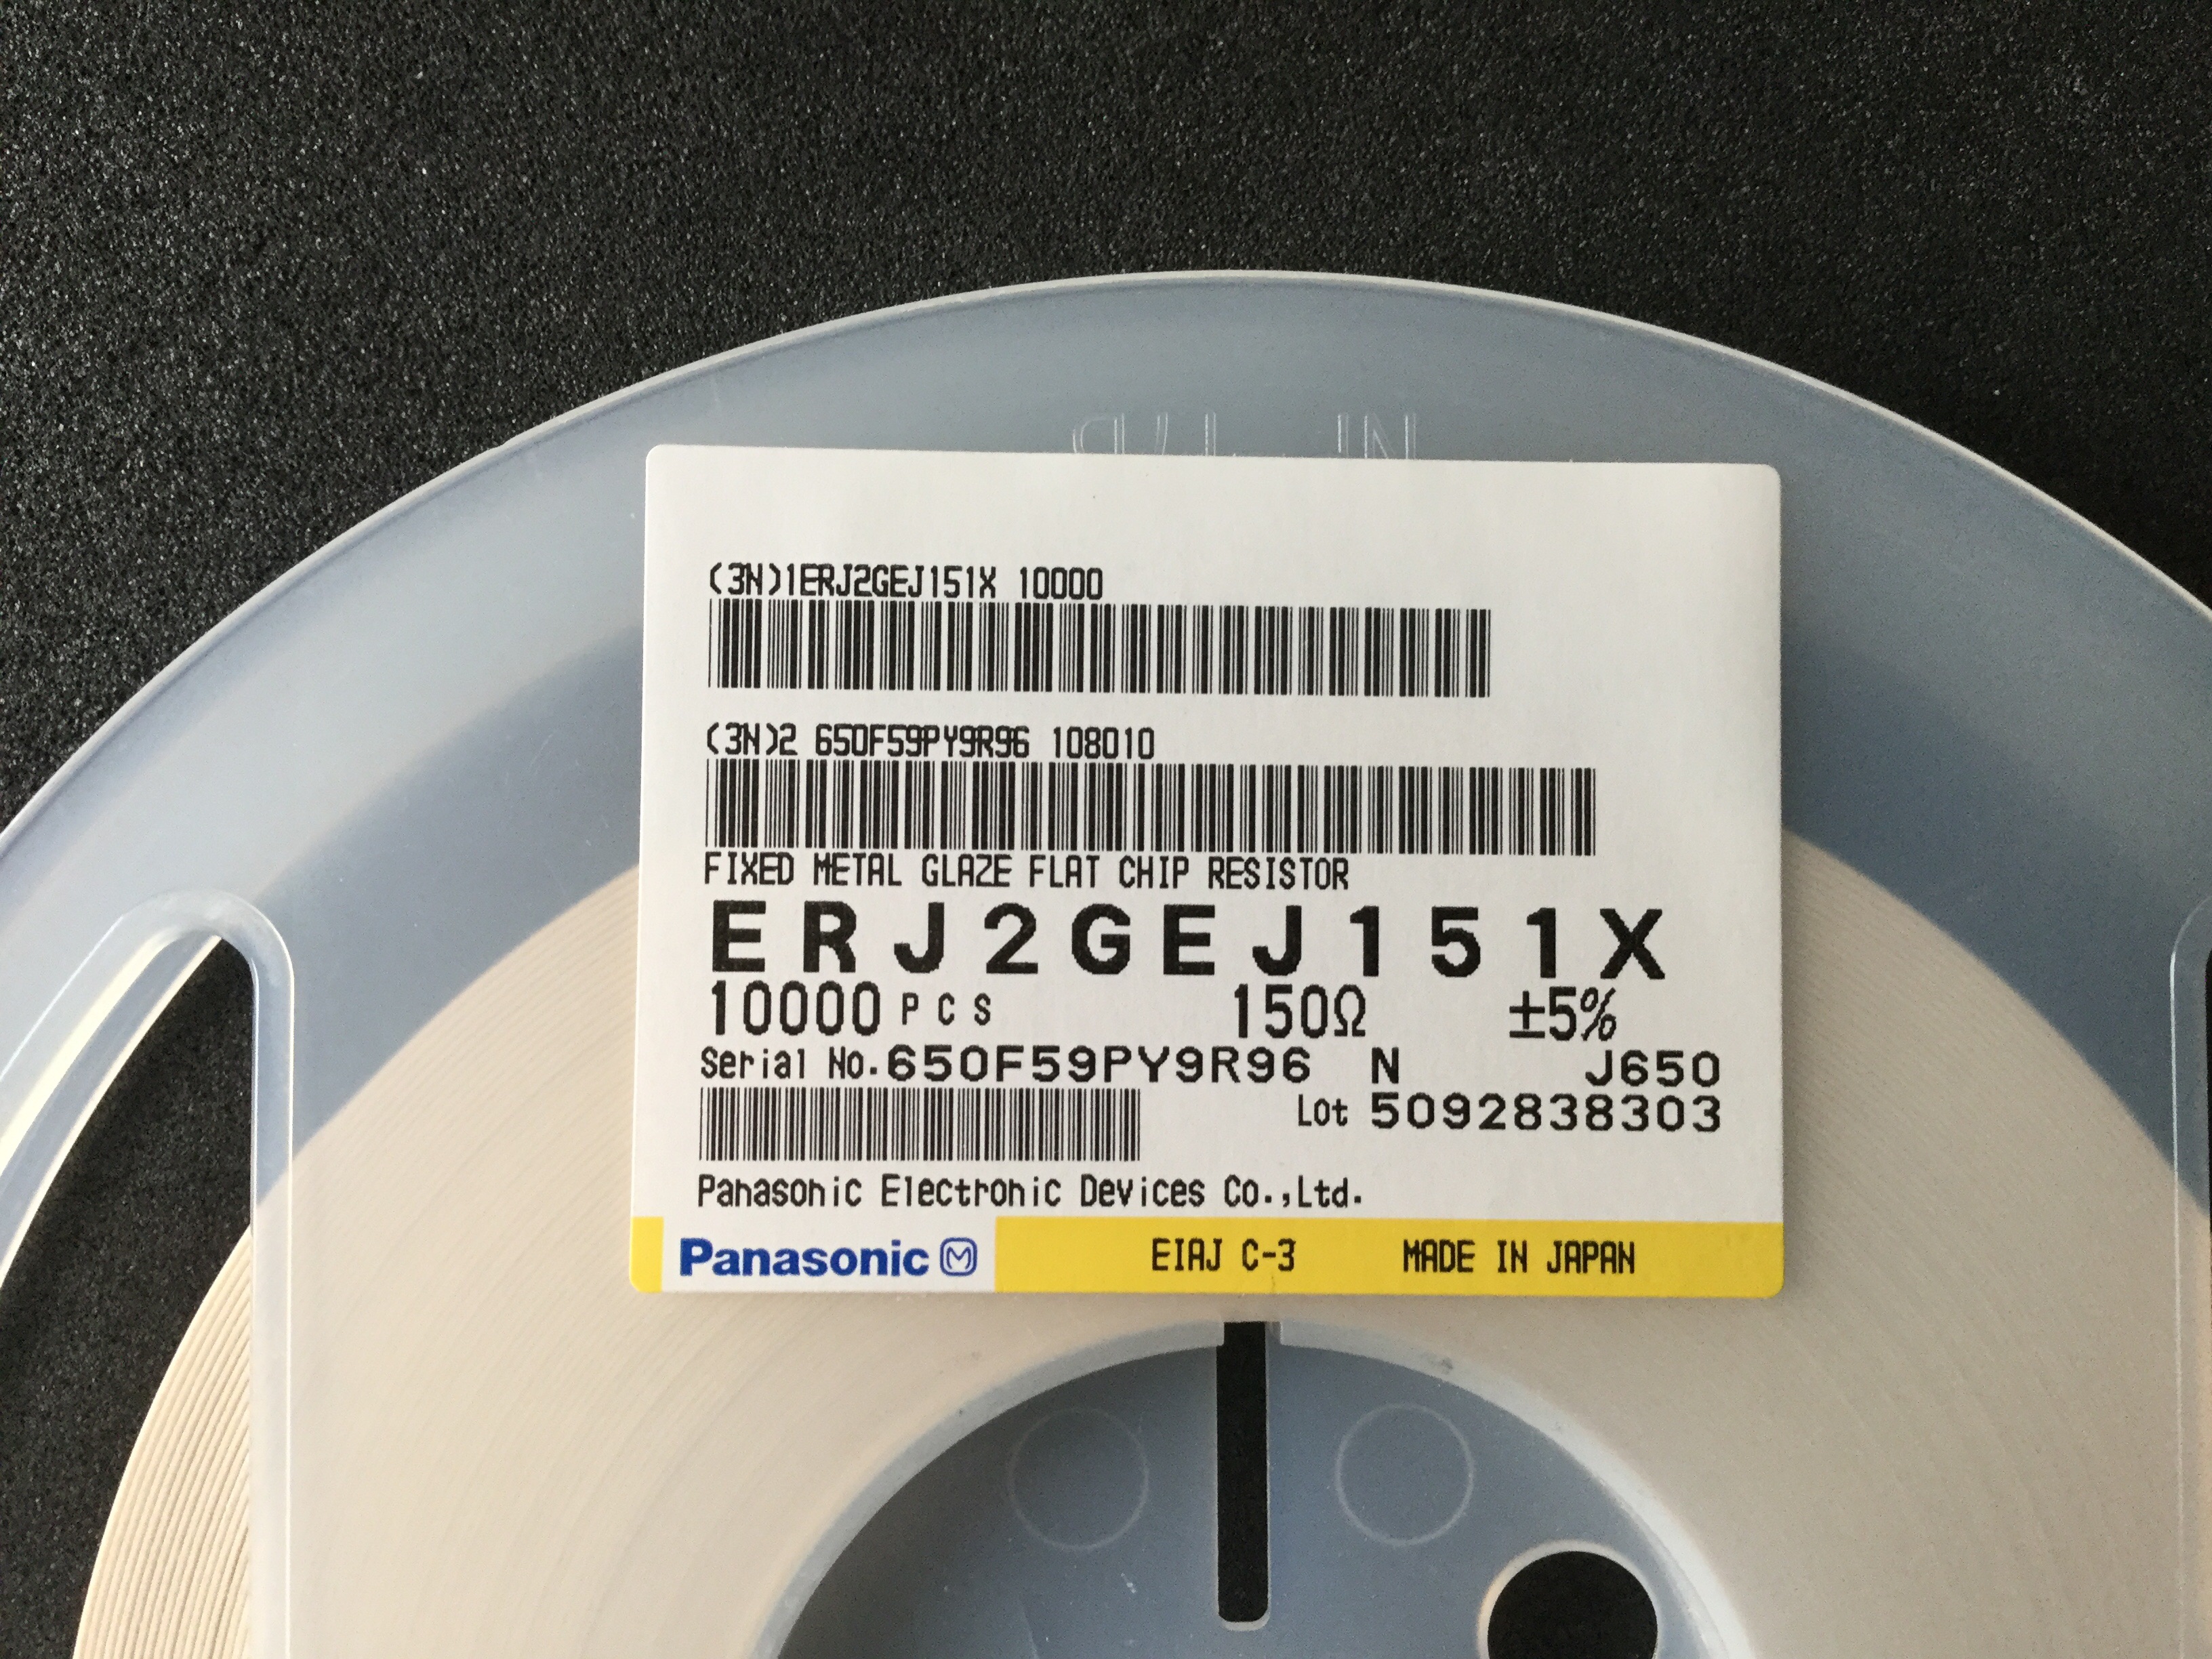 (3N)1ERJ2GEJ151X 10000
(3N)2 650F59PY9R96 108010
FIXED METAL GLAZE FLAT CHIP RESISTOR
ERJ2GEJ151X
10000 PCS 150Ω ±5%
Serial No.650F59PY9R96 N J650
Lot 5092838303
Panasonic Electronic Devices Co.,Ltd.
Panasonic M EIAJ C-3 MADE IN JAPAN